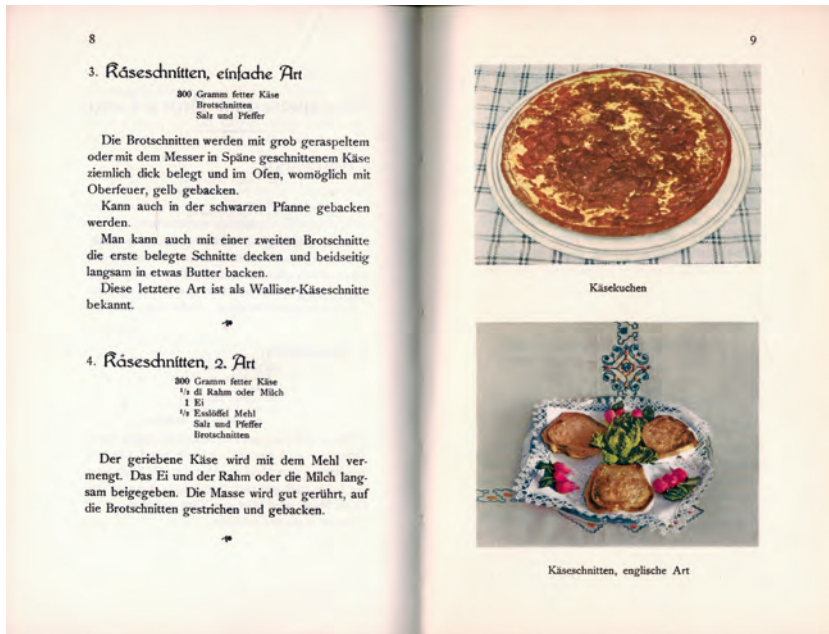 8
3. Käseschnitten, einfache Art
300 Gramm fetter Käse
Brotschnitten
Salz und Pfeffer
Die Brotschnitten werden mit grob geraspeltem
oder mit dem Messer in Späne geschnittenem Käse
ziemlich dick belegt und im Ofen, womöglich mit
Oberfeuer, gelb gebacken.
Kann auch in der schwarzen Pfanne gebacken
werden.
Man kann auch mit einer zweiten Brotschnitte
die erste belegte Schnitte decken und beidseitig
langsam in etwas Butter backen.
Diese letztere Art ist als Walliser-Käseschnitte
bekannt.
4. Käseschnitten, 2. Art
300 Gramm fetter Käse
1/2 dl Rahm oder Milch
1 Ei
1/2 Esslöffel Mehl
Salz und Pfeffer
Brotschnitten
Der geriebene Käse wird mit dem Mehl ver-
mengt. Das Ei und der Rahm oder die Milch lang-
sam beigegeben. Die Masse wird gut gerührt, auf
die Brotschnitten gestrichen und gebacken.
9
Käsekuchen
Käseschnitten, englische Art